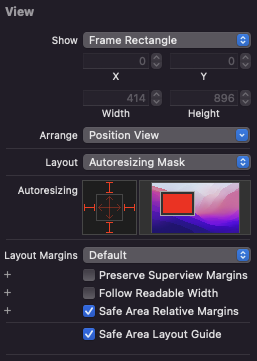 View
Show Frame Rectangle
0 0
X Y
414 896
Width Height
Arrange Position View
Layout Autoresizing Mask
Autoresizing
Layout Margins Default
+ Preserve Superview Margins
+ Follow Readable Width
+ Safe Area Relative Margins
Safe Area Layout Guide